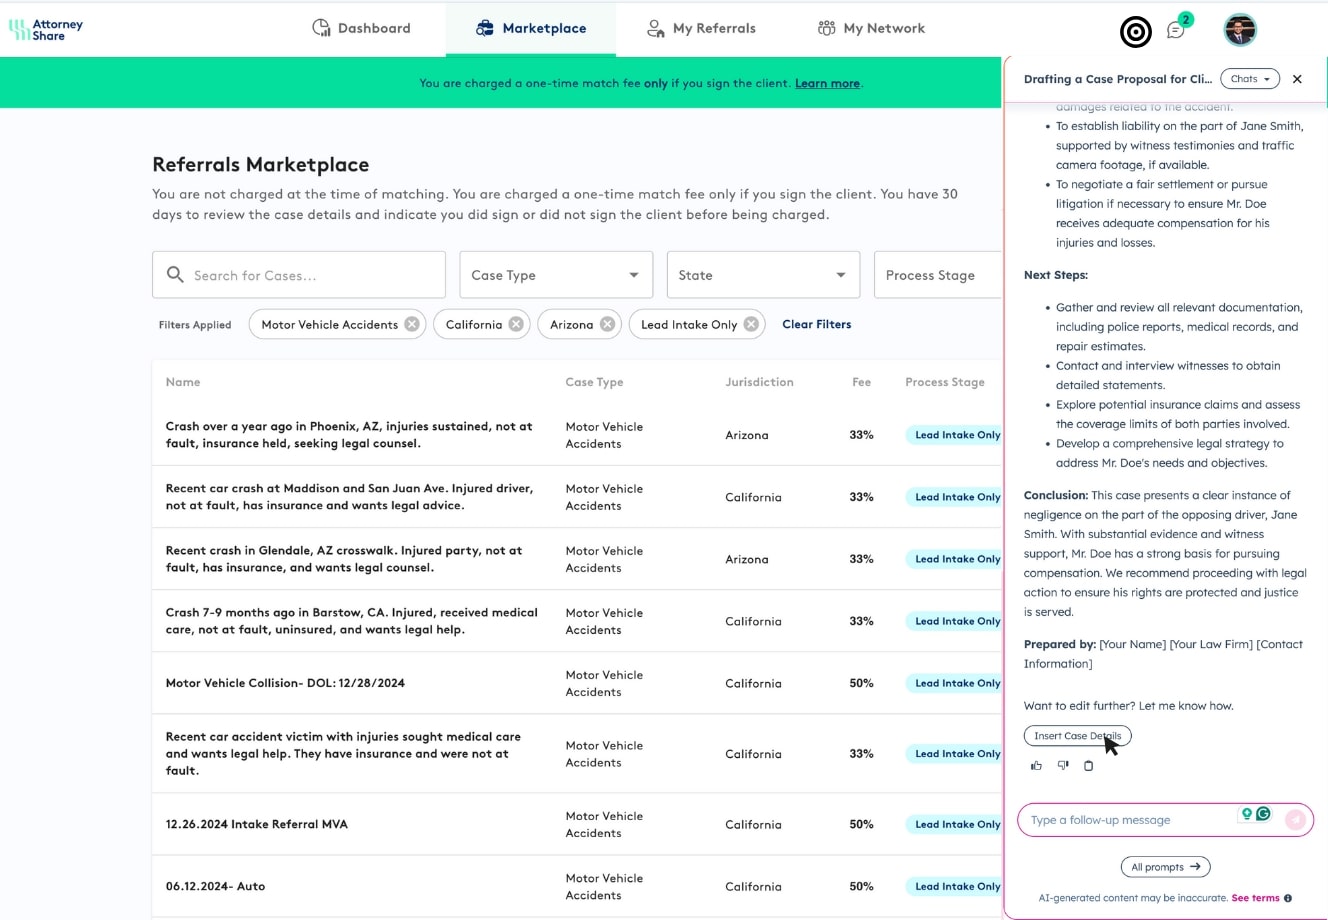 Attorney
Share
Dashboard
Marketplace
My Referrals
My Network
2
You are charged a one-time match fee only if you sign the client. Learn more.
Referrals Marketplace
You are not charged at the time of matching. You are charged a one-time match fee only if you sign the client. You have 30
days to review the case details and indicate you did sign or did not sign the client before being charged.
Search for Cases...
Case Type
State
Process Stage
Filters Applied
Motor Vehicle Accidents
California
Arizona
Lead Intake Only
Clear Filters
Name Case Type Jurisdiction Fee Process Stage
Crash over a year ago in Phoenix, AZ, injuries sustained, not at
fault, insurance held, seeking legal counsel.
Motor Vehicle
Accidents
Arizona
33%
Lead Intake Only
Recent car crash at Maddison and San Juan Ave. Injured driver,
not at fault, has insurance and wants legal advice.
Motor Vehicle
Accidents
California
33%
Lead Intake Only
Recent crash in Glendale, AZ crosswalk. Injured party, not at
fault, has insurance, and wants legal counsel.
Motor Vehicle
Accidents
Arizona
33%
Lead Intake Only
Crash 7-9 months ago in Barstow, CA. Injured, received medical
care, not at fault, uninsured, and wants legal help.
Motor Vehicle
Accidents
California
33%
Lead Intake Only
Motor Vehicle Collision- DOL: 12/28/2024
Motor Vehicle
Accidents
California
50%
Lead Intake Only
Recent car accident victim with injuries sought medical care
and wants legal help. They have insurance and were not at
fault.
Motor Vehicle
Accidents
California
33%
Lead Intake Only
12.26.2024 Intake Referral MVA
Motor Vehicle
Accidents
California
50%
Lead Intake Only
06.12.2024- Auto
Motor Vehicle
Accidents
California
50%
Lead Intake Only
Drafting a Case Proposal for Cli...
Chats
damages related to the accident.
• To establish liability on the part of Jane Smith,
supported by witness testimonies and traffic
camera footage, if available.
• To negotiate a fair settlement or pursue
litigation if necessary to ensure Mr. Doe
receives adequate compensation for his
injuries and losses.
Next Steps:
• Gather and review all relevant documentation,
including police reports, medical records, and
repair estimates.
• Contact and interview witnesses to obtain
detailed statements.
• Explore potential insurance claims and assess
the coverage limits of both parties involved.
• Develop a comprehensive legal strategy to
address Mr. Doe's needs and objectives.
Conclusion: This case presents a clear instance of
negligence on the part of the opposing driver, Jane
Smith. With substantial evidence and witness
support, Mr. Doe has a strong basis for pursuing
compensation. We recommend proceeding with legal
action to ensure his rights are protected and justice
is served.
Prepared by: [Your Name] [Your Law Firm] [Contact
Information]
Want to edit further? Let me know how.
Insert Case Details
Type a follow-up message
All prompts →
AI-generated content may be inaccurate. See terms